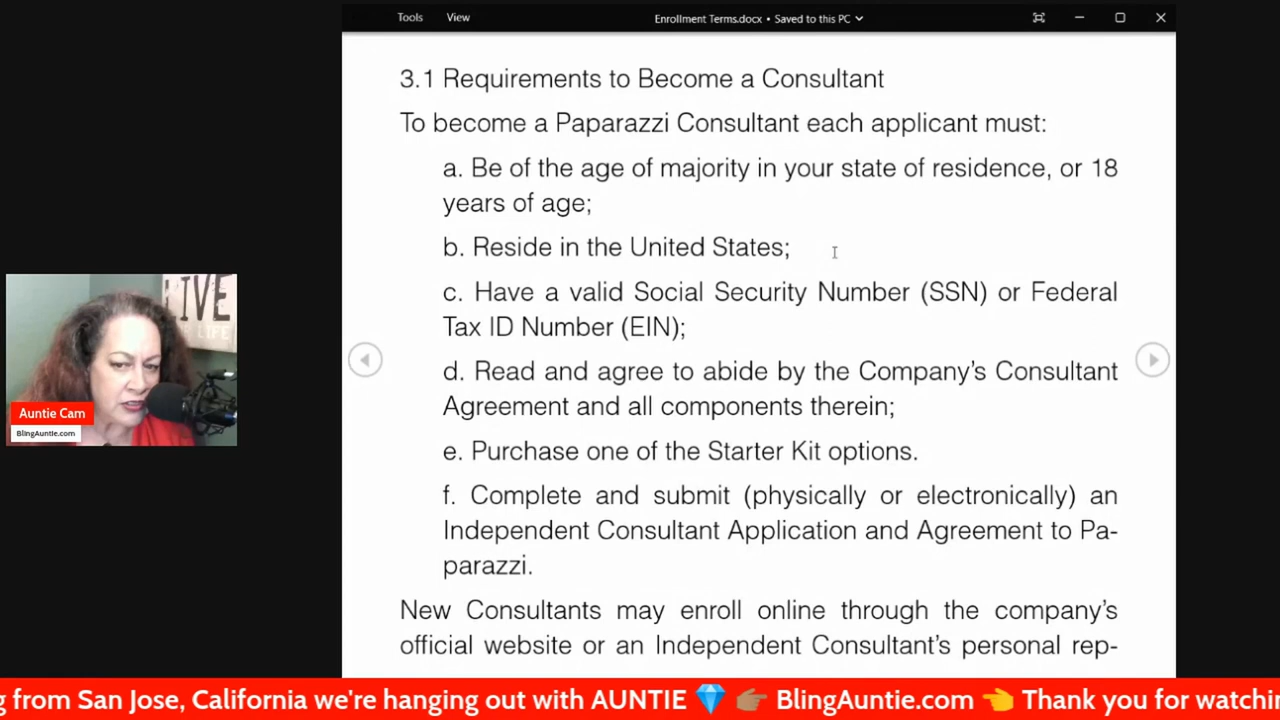 Tools View Enrollment Terms.docx • Saved to this PC
3.1 Requirements to Become a Consultant
To become a Paparazzi Consultant each applicant must:
a. Be of the age of majority in your state of residence, or 18
years of age;
b. Reside in the United States;
c. Have a valid Social Security Number (SSN) or Federal
Tax ID Number (EIN);
d. Read and agree to abide by the Company's Consultant
Agreement and all components therein;
e. Purchase one of the Starter Kit options.
f. Complete and submit (physically or electronically) an
Independent Consultant Application and Agreement to Pa-
parazzi.
New Consultants may enroll online through the company's
official website or an Independent Consultant's personal rep-
LIVE
LIFE
Auntie Cam
BlingAuntie.com
g from San Jose, California we're hanging out with AUNTIE 💎 👉🏽 BlingAuntie.com 👈 Thank you for watchin